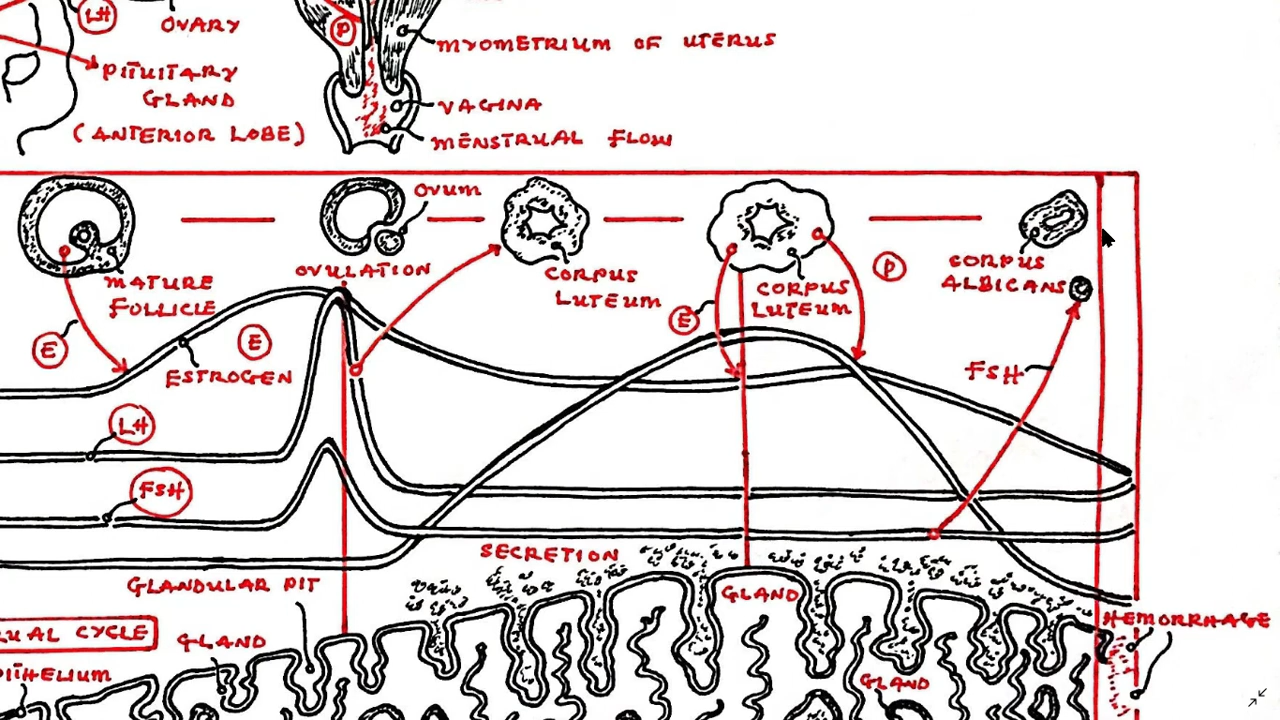 LH
OVARY
PITUITARY
GLAND
(ANTERIOR LOBE)
P
MYOMETRIUM OF UTERUS
VAGINA
MENSTRUAL FLOW
MATURE
FOLLICLE
OVUM
OVULATION
CORPUS
LUTEUM
CORPUS
LUTEUM
P
CORPUS
ALBICANS
E
E
E
ESTROGEN
FSH
LH
FSH
SECRETION
GLANDULAR PIT
GLAND
HEMORRHAGE
UAL CYCLE
GLAND
GLAND